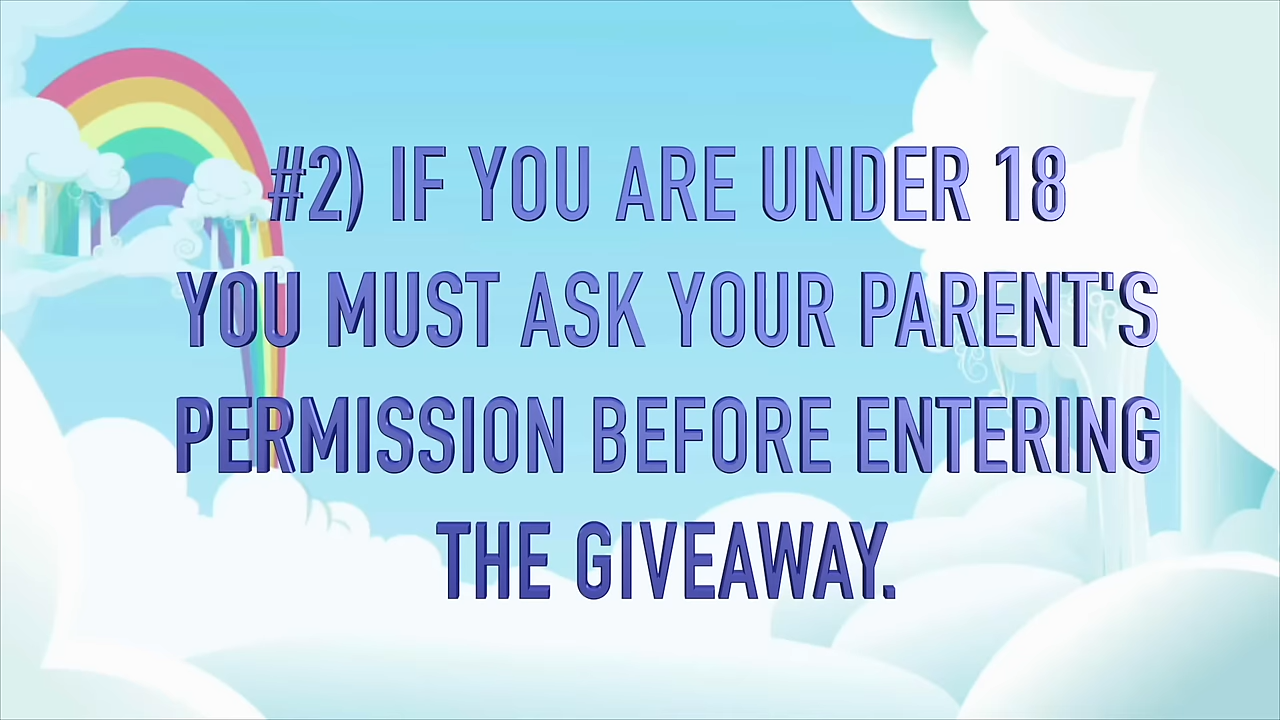 #2) IF YOU ARE UNDER 18
YOU MUST ASK YOUR PARENT'S
PERMISSION BEFORE ENTERING
THE GIVEAWAY.